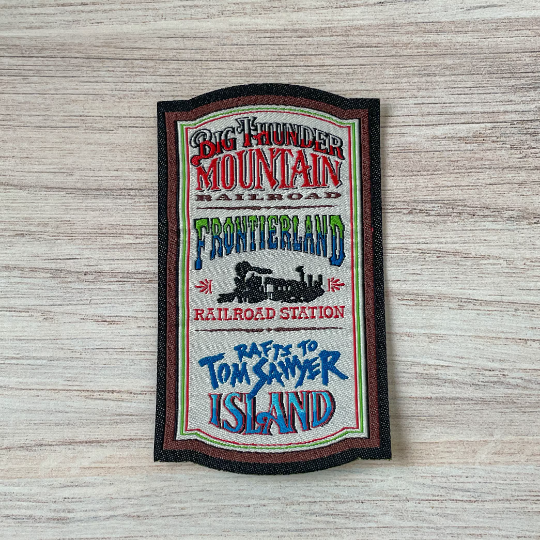 BIG THUNDER
MOUNTAIN
RAILROAD
FRONTIERLAND
RAILROAD STATION
RAFTS TO
TOM SAWYER
ISLAND